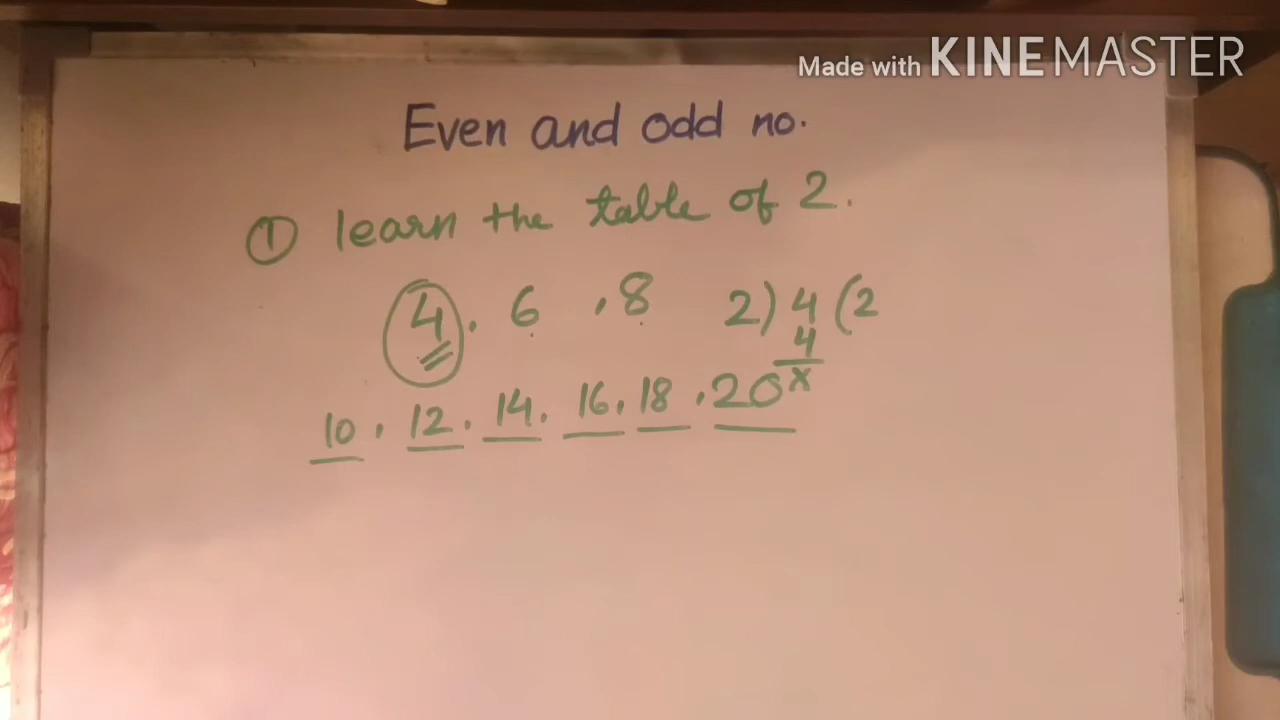 Made with KINEMASTER
Even and odd no.
① learn the table of 2.
4. 6 , 8 2) 4 (2
4
x
10 . 12 . 14 . 16 . 18 . 20